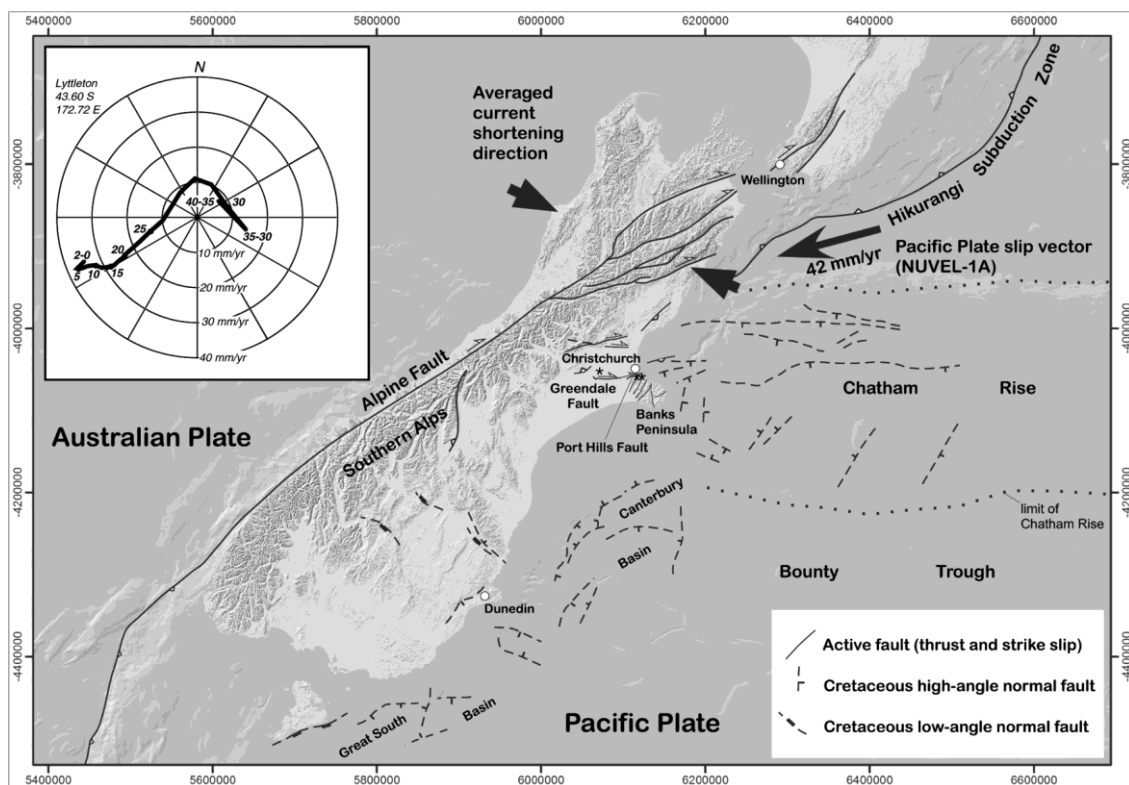 5400000 5600000 5800000 6000000 6200000 6400000 6600000
Lyttleton
43.60 S
172.72 E
N
40-35
30
35-30
25
20
2-0
5
10
15
10 mm/yr
20 mm/yr
30 mm/yr
40 mm/yr
Averaged
current
shortening
direction
Wellington
Hikurangi Subduction Zone
42 mm/yr
Pacific Plate slip vector
(NUVEL-1A)
-3800000
-3800000
-4000000
-4000000
Alpine Fault
Christchurch
Greendale
Fault
Banks
Peninsula
Port Hills Fault
Chatham Rise
Australian Plate
Southern Alps
-4200000
-4200000
Canterbury
Basin
limit of
Chatham Rise
Bounty Trough
Dunedin
-4400000
-4400000
Great South Basin
Pacific Plate
Active fault (thrust and strike slip)
Cretaceous high-angle normal fault
Cretaceous low-angle normal fault
5400000 5600000 5800000 6000000 6200000 6400000 6600000